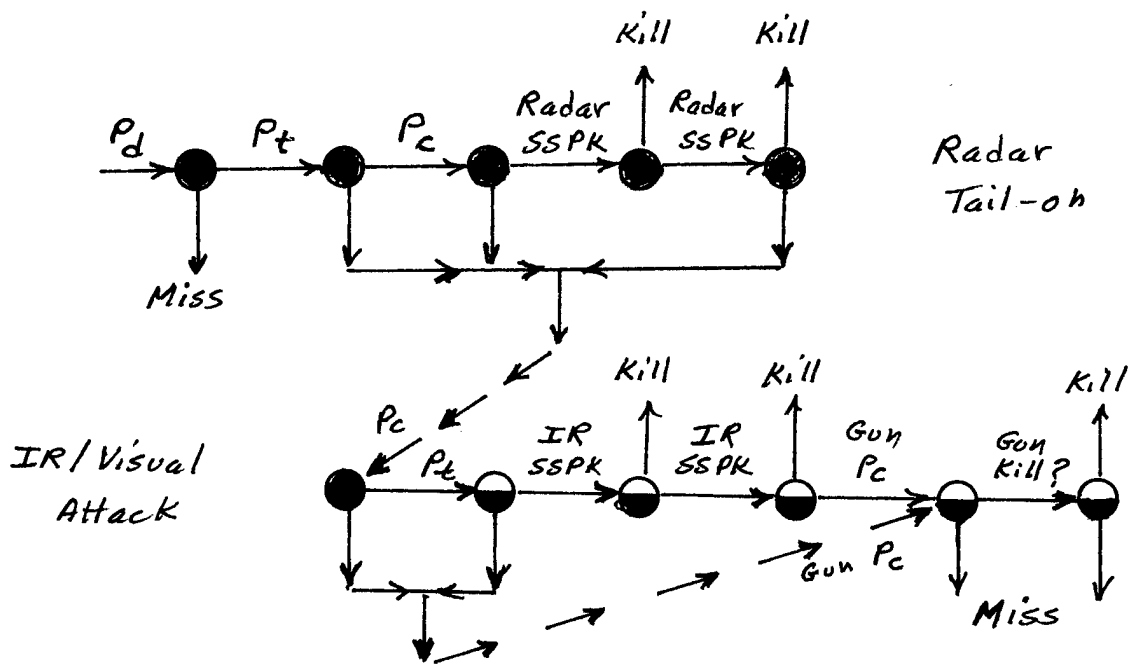 Kill
Kill
Pd
Pt
Pc
Radar
SSPK
Radar
SSPK
Radar
Tail-on
Miss
Kill
Kill
Kill
Pc
IR/Visual
Attack
Pt
IR
SSPK
IR
SSPK
Gun
Pc
Gun
Kill?
Gun Pc
Miss